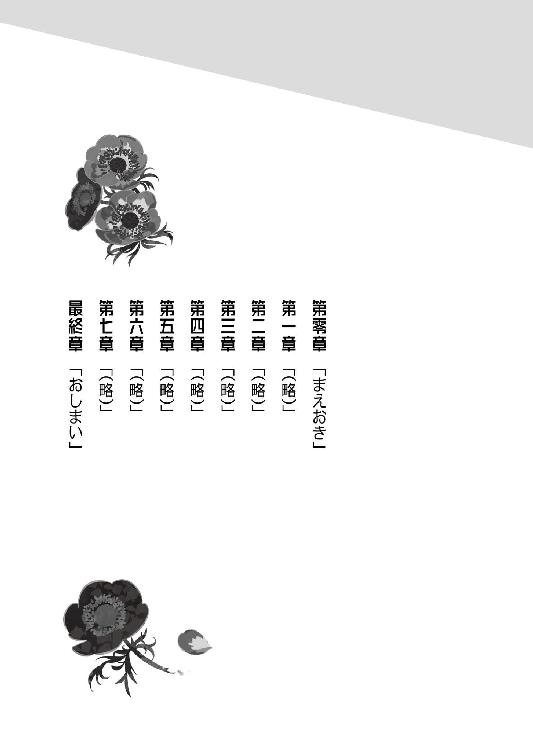 第零章 「まえおき」
第一章 「(略)」
第二章 「(略)」
第三章 「(略)」
第四章 「(略)」
第五章 「(略)」
第六章 「(略)」
第七章 「(略)」
最終章 「おしまい」